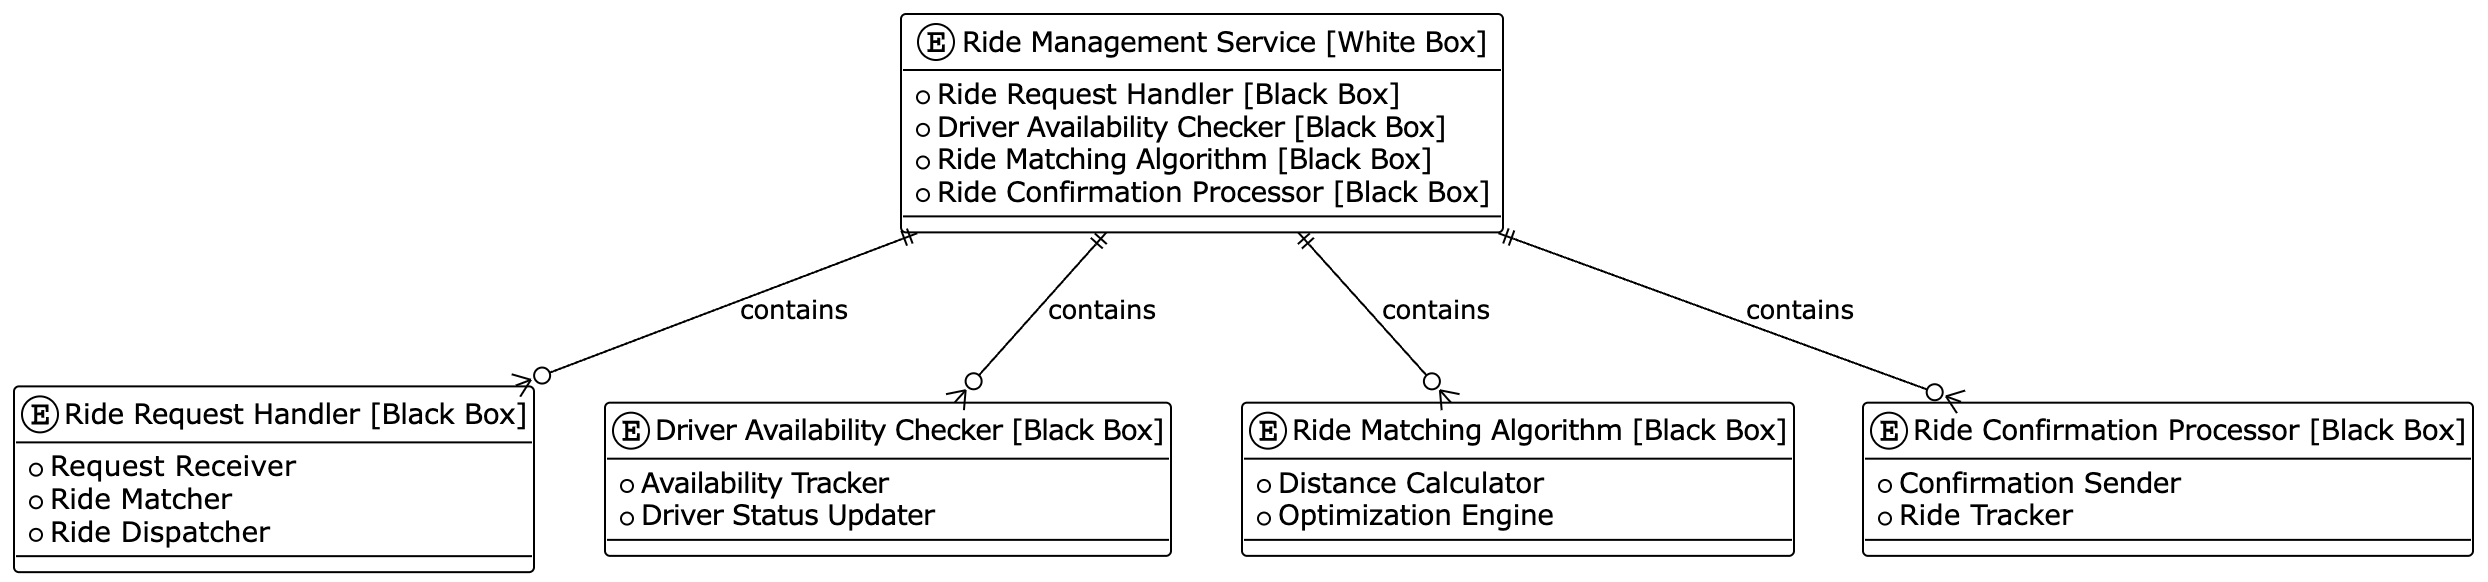 E Ride Management Service [White Box]
Ride Request Handler [Black Box]
Driver Availability Checker [Black Box]
Ride Matching Algorithm [Black Box]
Ride Confirmation Processor [Black Box]
contains
contains
contains
contains
E Ride Request Handler [Black Box]
Request Receiver
Ride Matcher
Ride Dispatcher
E Driver Availability Checker [Black Box]
Availability Tracker
Driver Status Updater
E Ride Matching Algorithm [Black Box]
Distance Calculator
Optimization Engine
E Ride Confirmation Processor [Black Box]
Confirmation Sender
Ride Tracker